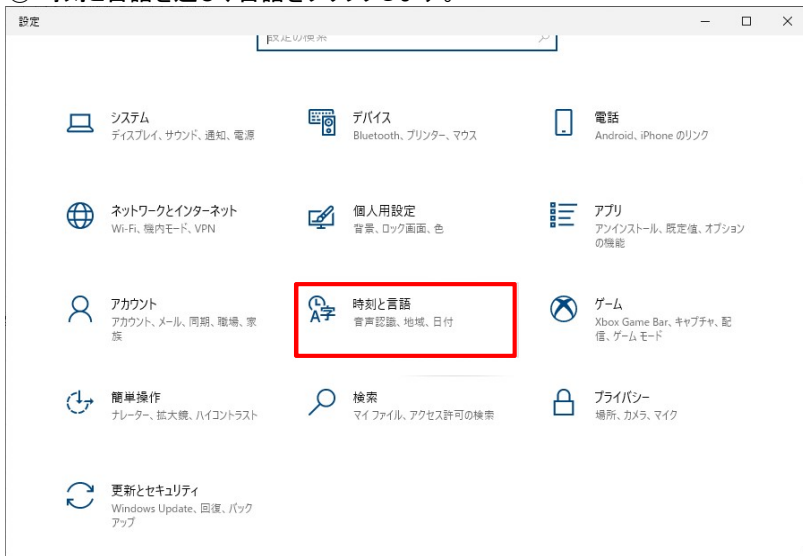 設定
設定の検索
システム
ディスプレイ、サウンド、通知、電源
デバイス
Bluetooth、プリンター、マウス
電話
Android、iPhone のリンク
ネットワークとインターネット
Wi-Fi、機内モード、VPN
個人用設定
背景、ロック画面、色
アプリ
アンインストール、既定値、オプション
の機能
アカウント
アカウント、メール、同期、職場、家
族
時刻と言語
音声認識、地域、日付
ゲーム
Xbox Game Bar、キャプチャ、配
信、ゲーム モード
簡単操作
ナレーター、拡大鏡、ハイコントラスト
検索
マイ ファイル、アクセス許可の検索
プライバシー
場所、カメラ、マイク
更新とセキュリティ
Windows Update、回復、バック
アップ